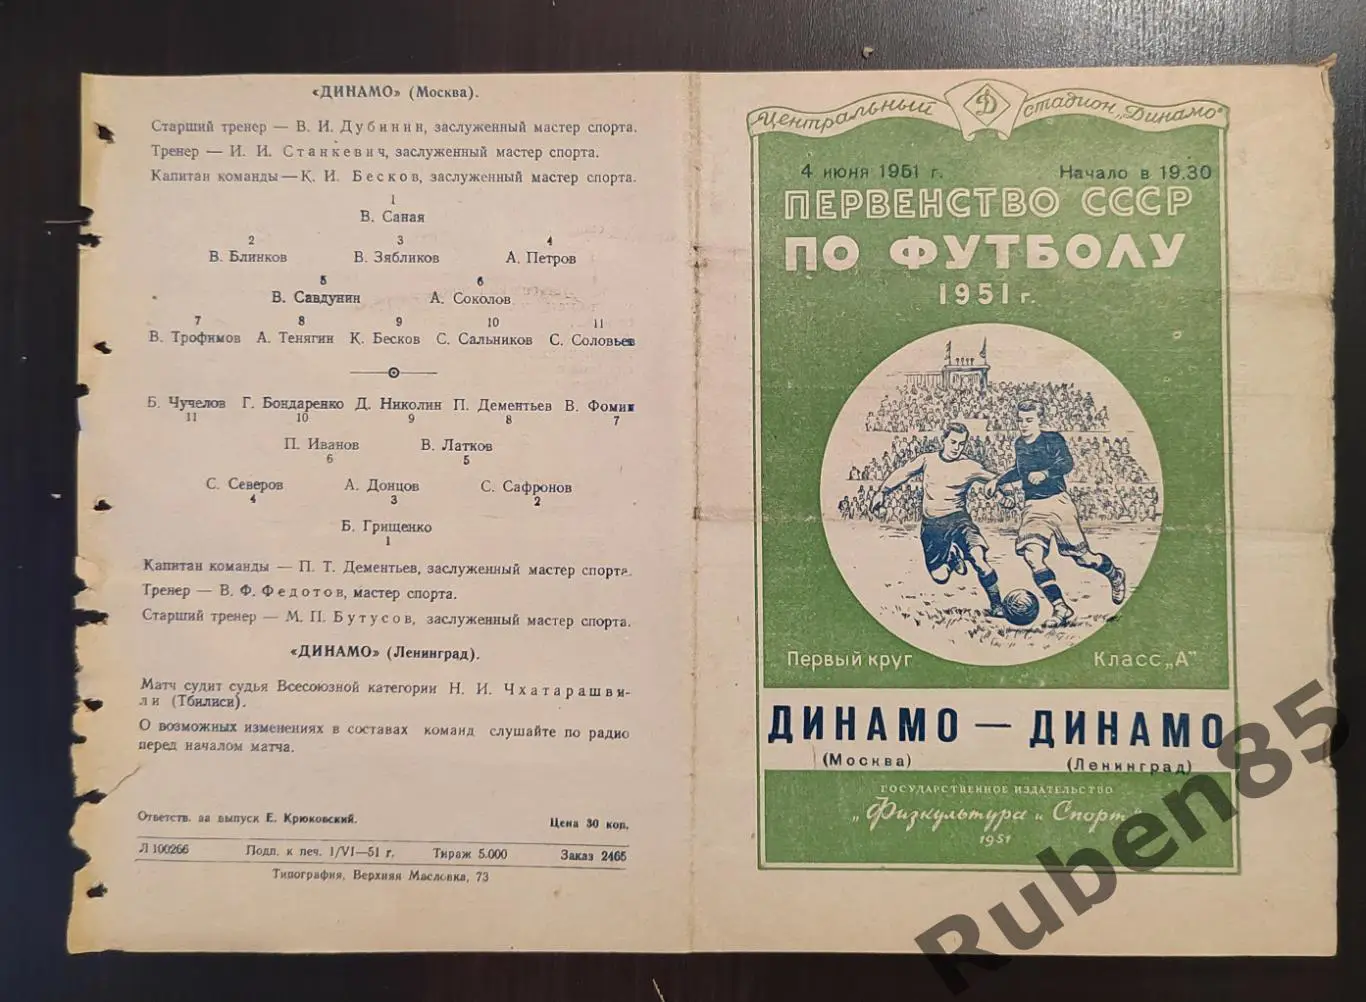 «ДИНАМО» (Москва).
Старший тренер — В. И. Дубинин, заслуженный мастер спорта.
Тренер — И. И. Станкевич, заслуженный мастер спорта.
Капитан команды — К. И. Бесков, заслуженный мастер спорта.
1
В. Саная
2 3 4
В. Блинков В. Зябликов А. Петров
5 6
В. Савдунин А. Соколов
7 8 9 10 11
В. Трофимов А. Тенягин К. Бесков С. Сальников С. Соловьев
Б. Чучелов Г. Бондаренко Д. Николин П. Дементьев В. Фомин
11 10 9 8 7
П. Иванов В. Латков
6 5
С. Северов А. Донцов С. Сафронов
4 3 2
Б. Грищенко
1
Капитан команды — П. Т. Дементьев, заслуженный мастер спорта.
Тренер — В. Ф. Федотов, мастер спорта.
Старший тренер — М. П. Бутусов, заслуженный мастер спорта.
«ДИНАМО» (Ленинград).
Матч судит судья Всесоюзной категории Н. И. Чхатарашви-
ли (Тбилиси).
О возможных изменениях в составах команд слушайте по радио
перед началом матча.
Ответств. за выпуск Е. Крюковский. Цена 30 коп.
Л 100266 Подп. к печ. 1/VI—51 г. Тираж 5.000 Заказ 2465
Типография, Верхняя Масловка, 73
Центральный Д стадион „Динамо"
4 июня 1951 г. Начало в 19.30
ПЕРВЕНСТВО СССР
ПО ФУТБОЛУ
1951 г.
Первый круг Класс „А"
ДИНАМО — ДИНАМО
(Москва) (Ленинград)
ГОСУДАРСТВЕННОЕ ИЗДАТЕЛЬСТВО
„Физкультура и Спорт"
1951
Ruben85